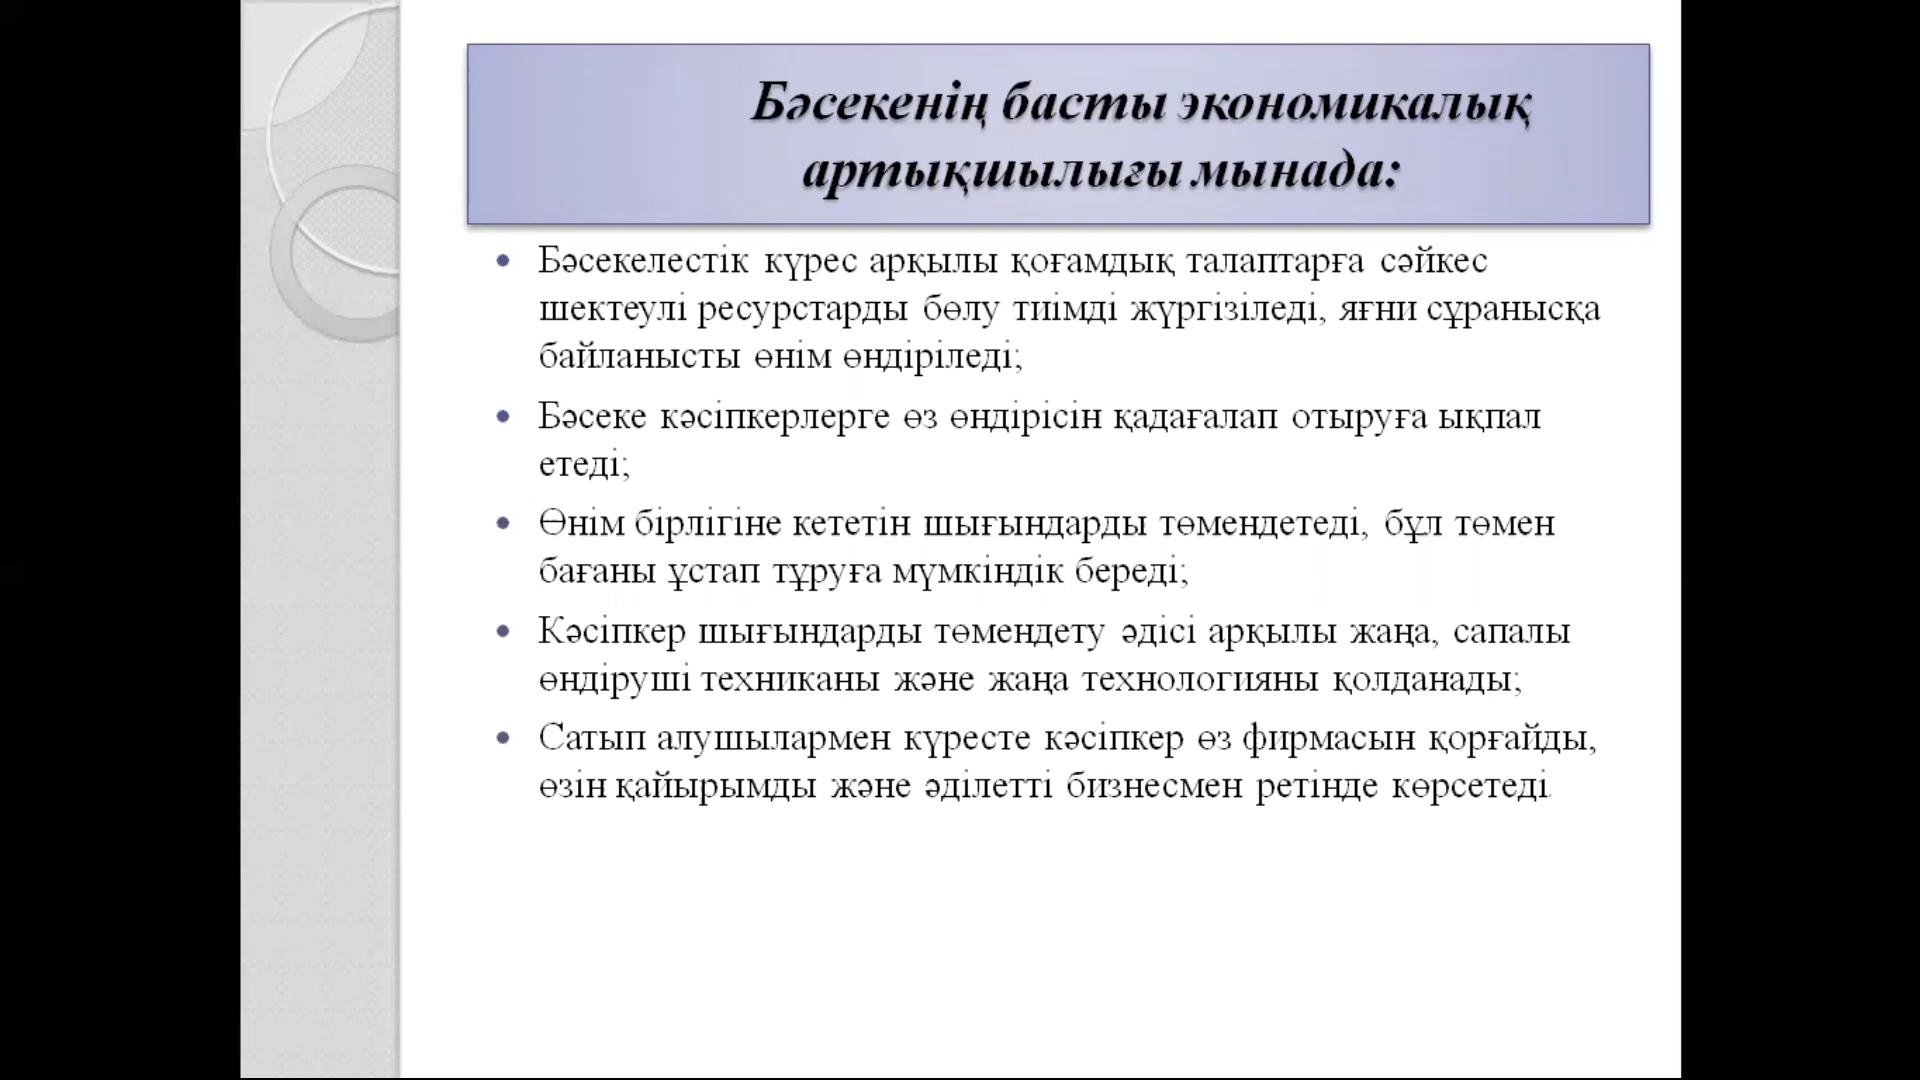 Бәсекенің басты экономикалық
артықшылығы мынада:
• Бәсекелестік күрес арқылы қоғамдық талаптарға сәйкес
шектеулі ресурстарды бөлу тиімді жүргізіледі, яғни сұранысқа
байланысты өнім өндіріледі;
• Бәсеке кәсіпкерлерге өз өндірісін қадағалап отыруға ықпал
етеді;
• Өнім бірлігіне кететін шығындарды төмендетеді, бұл төмен
бағаны ұстап тұруға мүмкіндік береді;
• Кәсіпкер шығындарды төмендету әдісі арқылы жаңа, сапалы
өндіруші техниканы және жаңа технологияны қолданады;
• Сатып алушылармен күресте кәсіпкер өз фирмасын қорғайды,
өзін қайырымды және әділетті бизнесмен ретінде көрсетеді